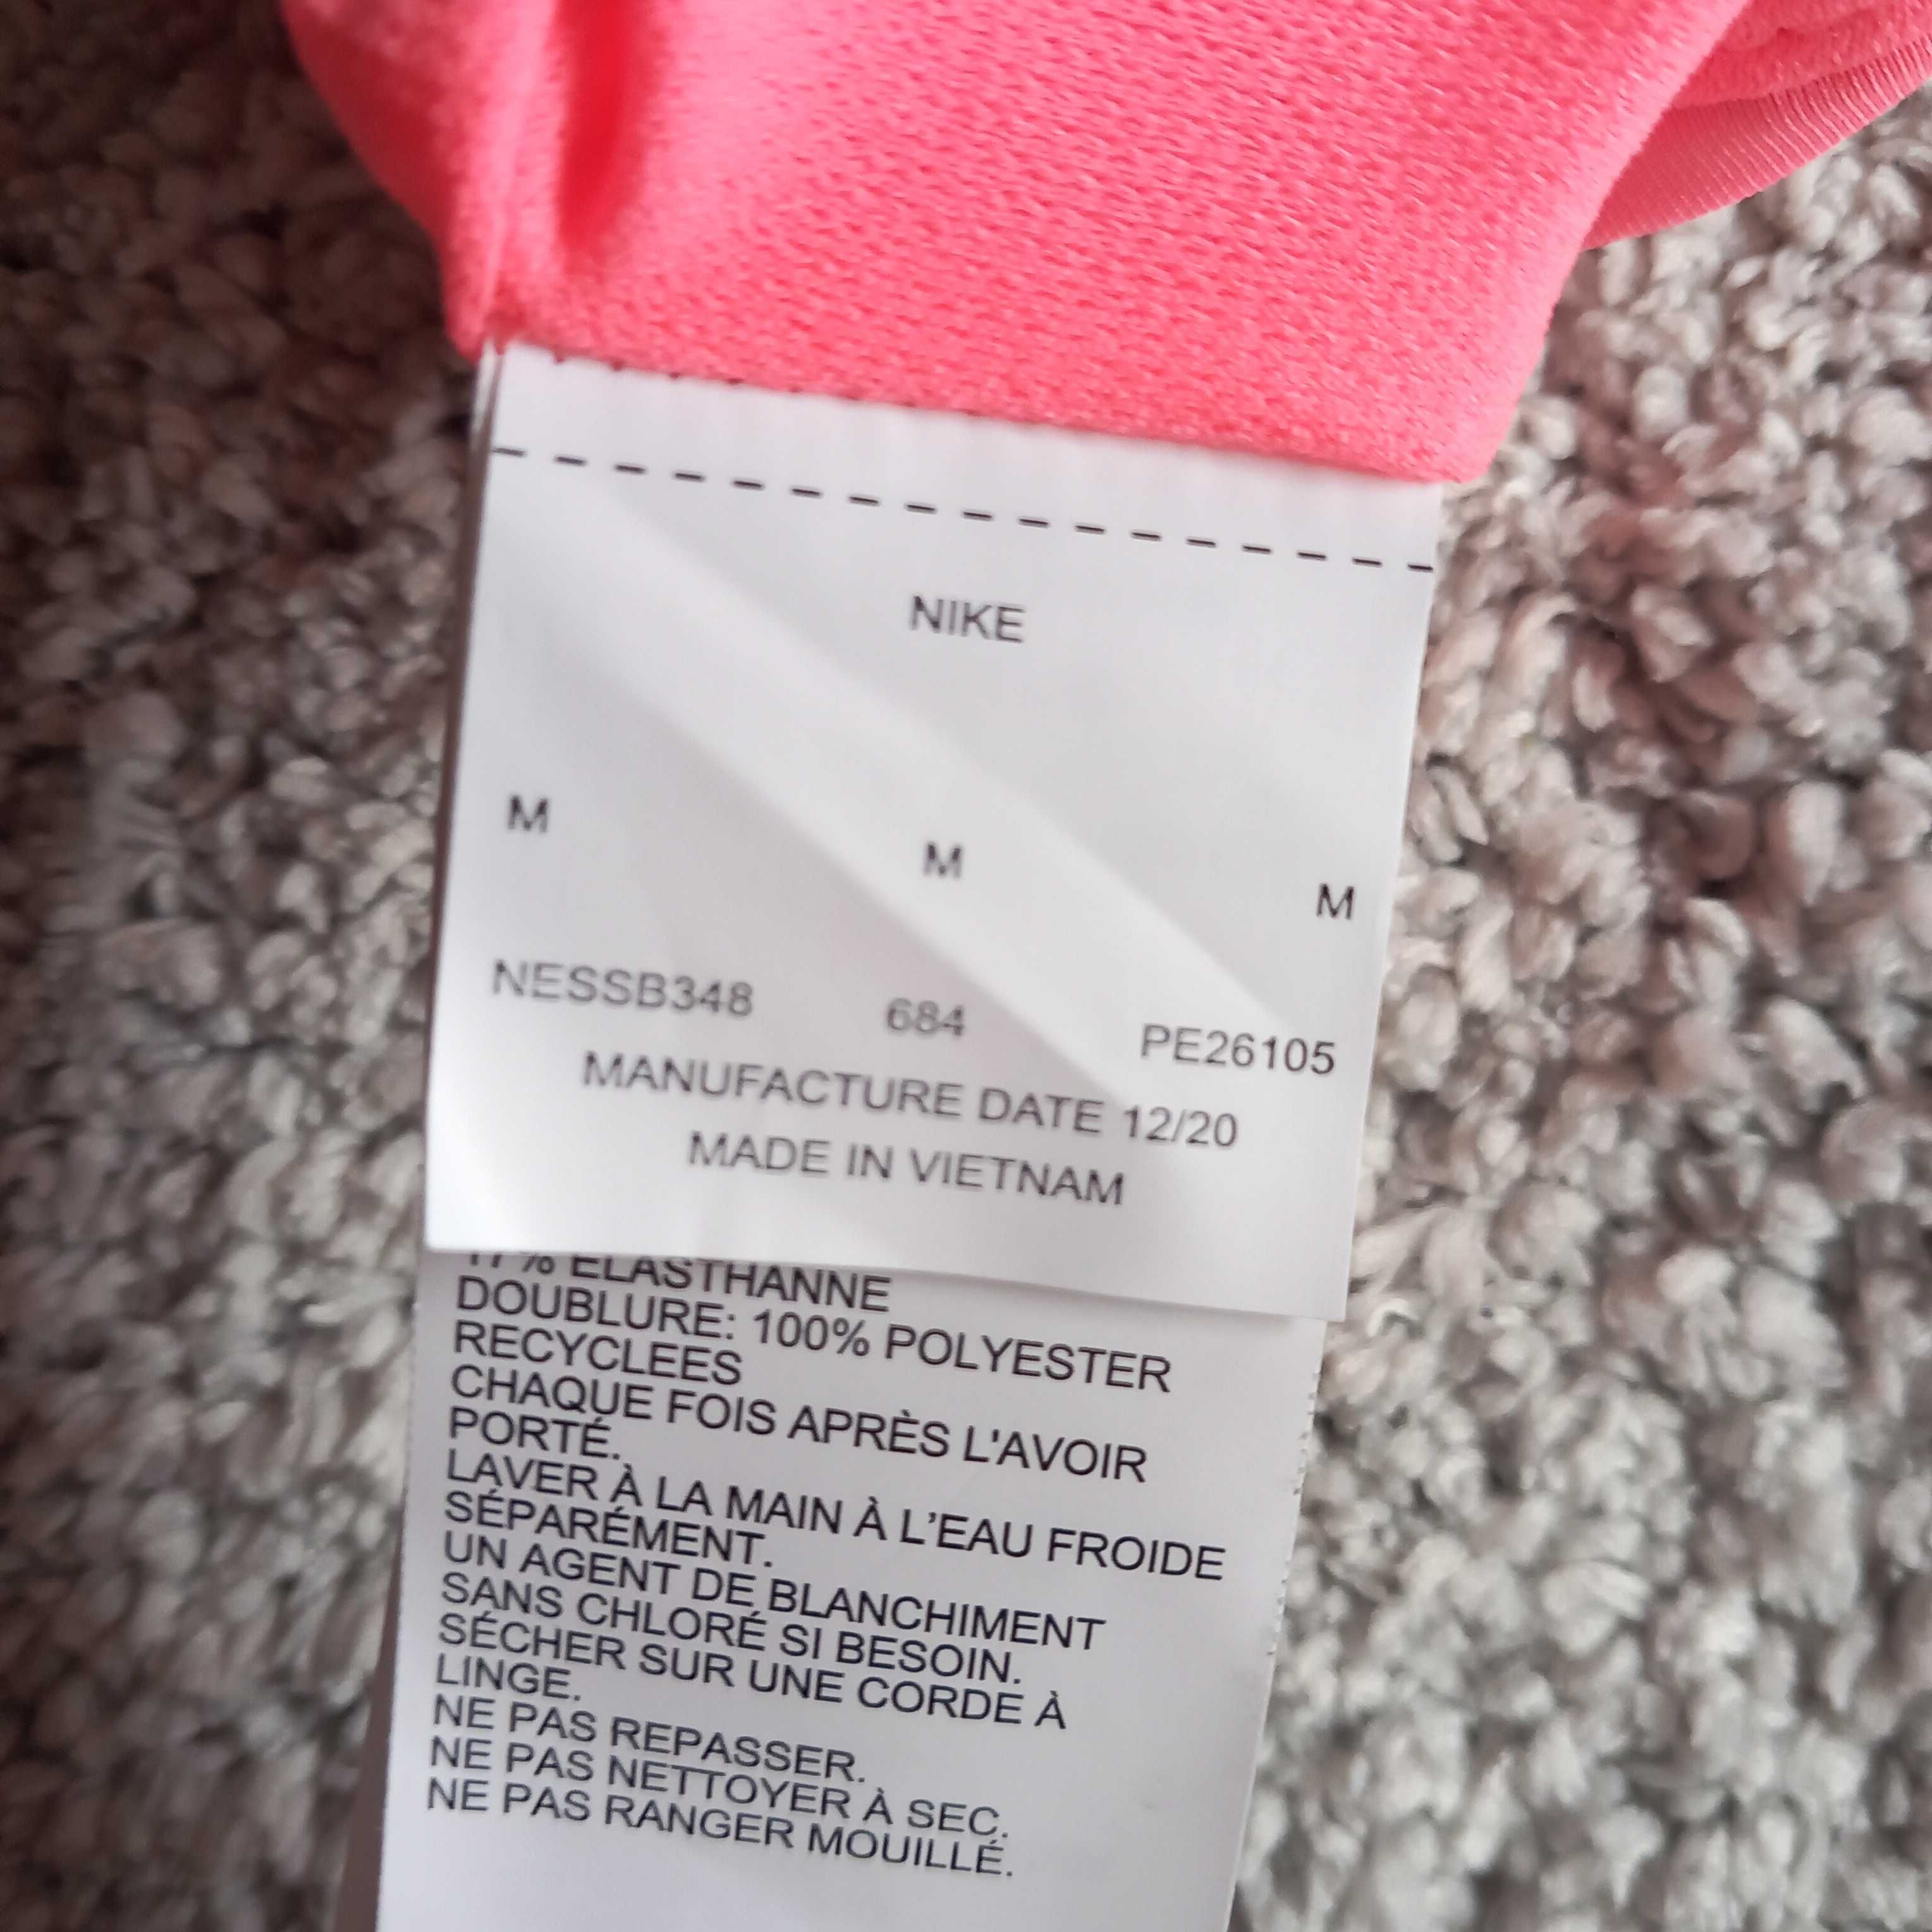 NIKE
M M M
NESSB348 684 PE26105
MANUFACTURE DATE 12/20
MADE IN VIETNAM
% ELASTHANNE
DOUBLURE: 100% POLYESTER
RECYCLEES
CHAQUE FOIS APRÈS L'AVOIR
PORTÉ.
LAVER À LA MAIN À L'EAU FROIDE
SÉPARÉMENT.
UN AGENT DE BLANCHIMENT
SANS CHLORÉ SI BESOIN.
SÉCHER SUR UNE CORDE À
LINGE.
NE PAS REPASSER.
NE PAS NETTOYER À SEC.
NE PAS RANGER MOUILLÉ.